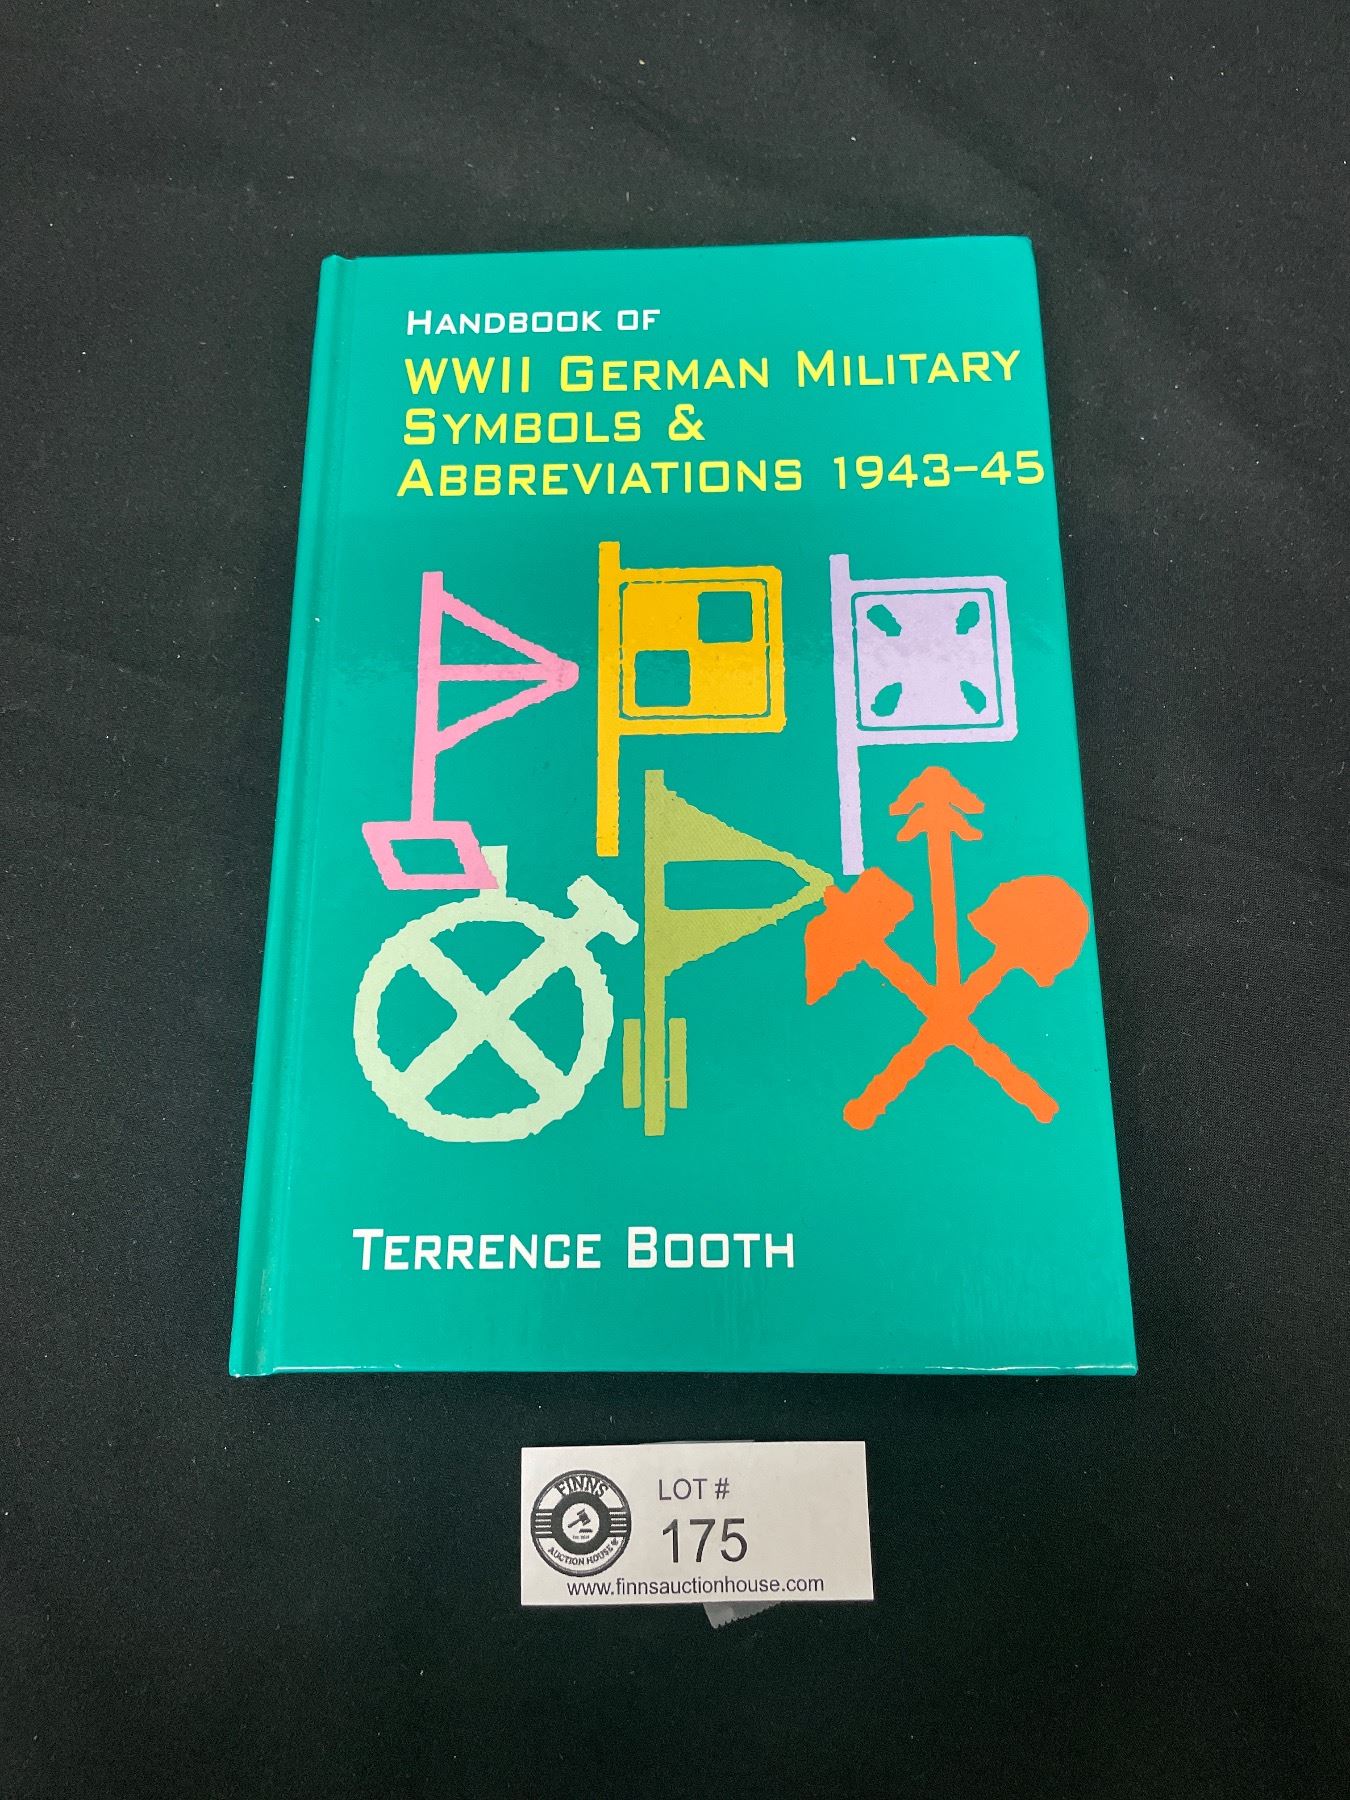 HANDBOOK OF
WWII GERMAN MILITARY
SYMBOLS &
ABBREVIATIONS 1943-45
TERRENCE BOOTH
FINNS
AUCTION HOUSE
LOT #
175
www.finnsauctionhouse.com